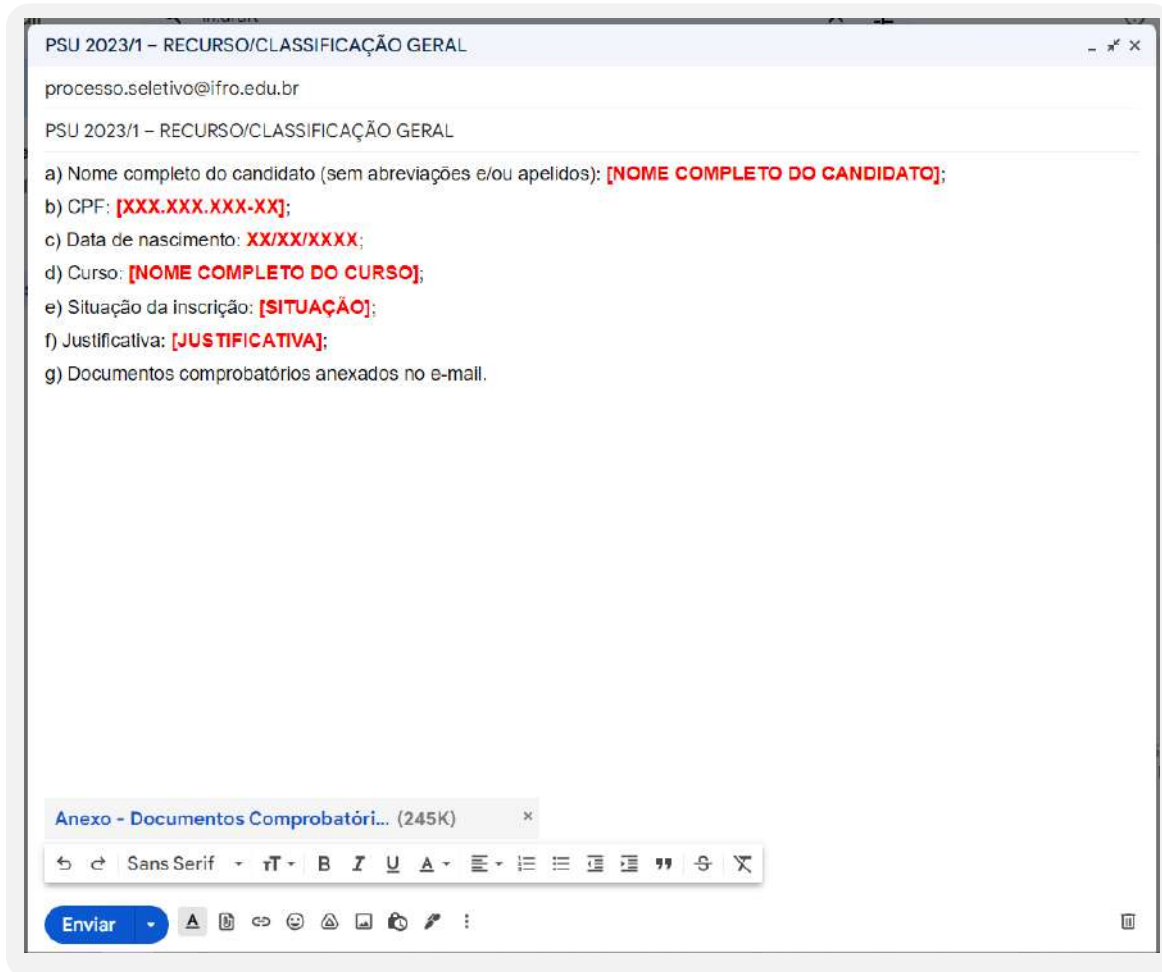 PSU 2023/1 – RECURSO/CLASSIFICAÇÃO GERAL
processo.seletivo@ifro.edu.br
PSU 2023/1 – RECURSO/CLASSIFICAÇÃO GERAL
a) Nome completo do candidato (sem abreviações e/ou apelidos): [NOME COMPLETO DO CANDIDATO];
b) CPF: [XXX.XXX.XXX-XX];
c) Data de nascimento: XX/XX/XXXX;
d) Curso: [NOME COMPLETO DO CURSO];
e) Situação da inscrição: [SITUAÇÃO];
f) Justificativa: [JUSTIFICATIVA];
g) Documentos comprobatórios anexados no e-mail.
Anexo - Documentos Comprobatóri... (245K)
Sans Serif
Enviar